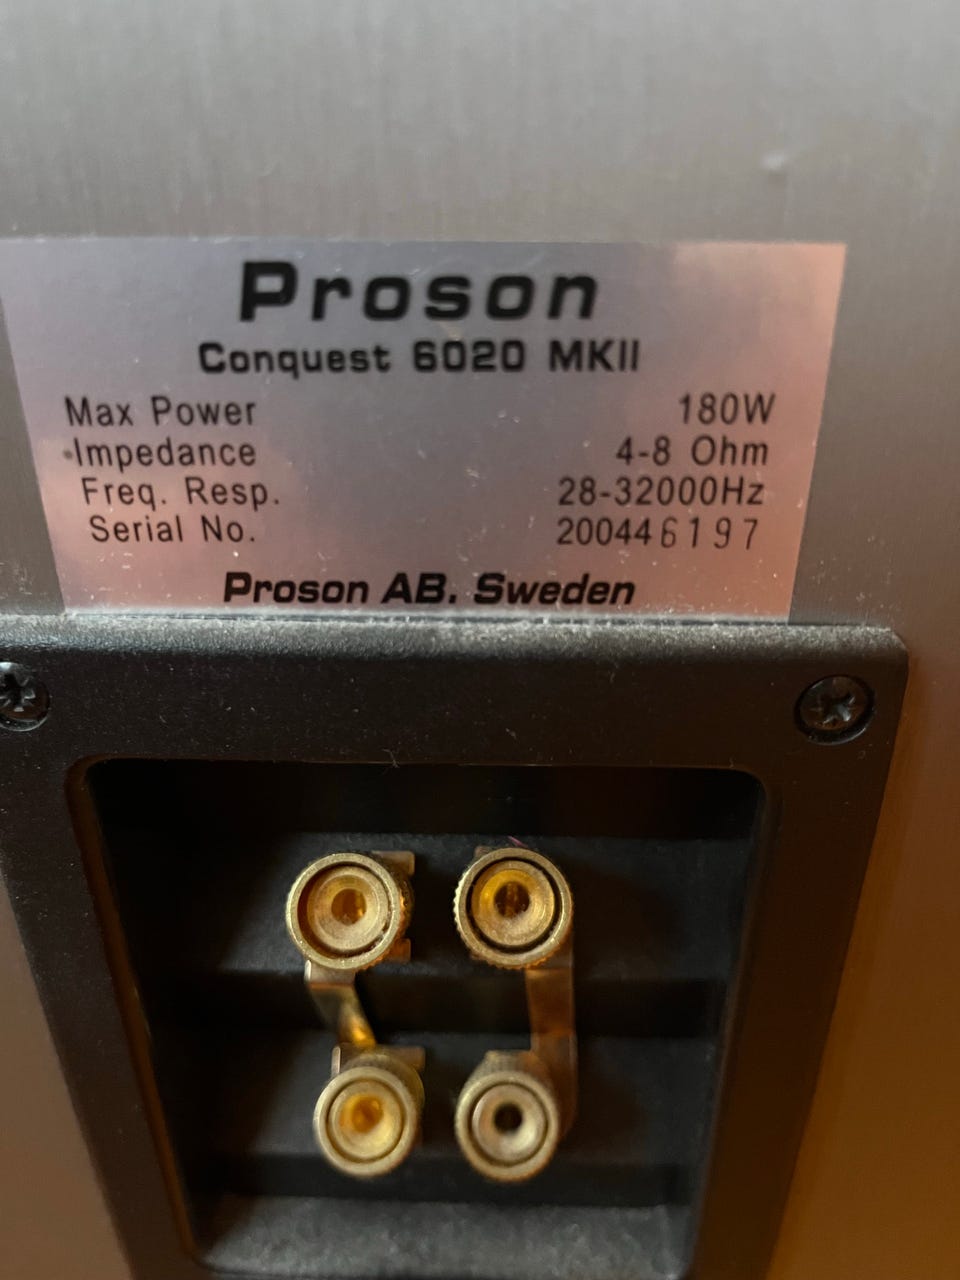 Proson
Conquest 6020 MKII
Max Power 180W
Impedance 4-8 Ohm
Freq. Resp. 28-32000Hz
Serial No. 200446197
Proson AB. Sweden